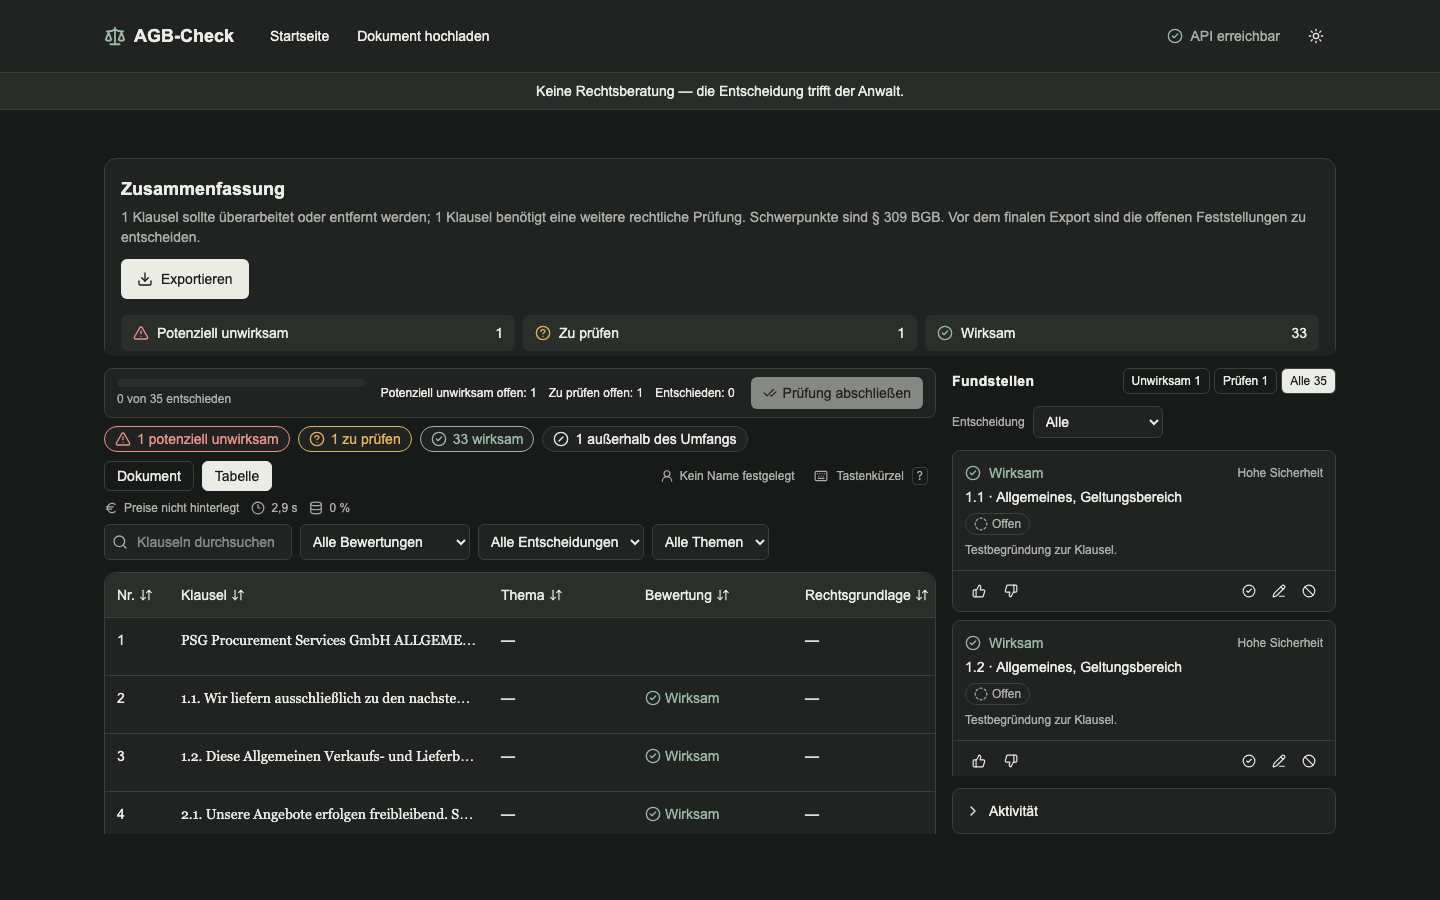 AGB-Check Startseite Dokument hochladen API erreichbar
Keine Rechtsberatung — die Entscheidung trifft der Anwalt.
Zusammenfassung
1 Klausel sollte überarbeitet oder entfernt werden; 1 Klausel benötigt eine weitere rechtliche Prüfung. Schwerpunkte sind § 309 BGB. Vor dem finalen Export sind die offenen Feststellungen zu
entscheiden.
Exportieren
Potenziell unwirksam 1 Zu prüfen 1 Wirksam 33
0 von 35 entschieden
Potenziell unwirksam offen: 1 Zu prüfen offen: 1 Entschieden: 0 Prüfung abschließen
1 potenziell unwirksam 1 zu prüfen 33 wirksam 1 außerhalb des Umfangs
Dokument Tabelle Kein Name festgelegt Tastenkürzel ?
Preise nicht hinterlegt 2,9 s 0 %
Klauseln durchsuchen Alle Bewertungen Alle Entscheidungen Alle Themen
Nr. Klausel Thema Bewertung Rechtsgrundlage
1 PSG Procurement Services GmbH ALLGEME… — —
2 1.1. Wir liefern ausschließlich zu den nachste… — Wirksam —
3 1.2. Diese Allgemeinen Verkaufs- und Lieferb… — Wirksam —
4 2.1. Unsere Angebote erfolgen freibleibend. S… — Wirksam —
Fundstellen Unwirksam 1 Prüfen 1 Alle 35
Entscheidung Alle
Wirksam Hohe Sicherheit
1.1 · Allgemeines, Geltungsbereich
Offen
Testbegründung zur Klausel.
Wirksam Hohe Sicherheit
1.2 · Allgemeines, Geltungsbereich
Offen
Testbegründung zur Klausel.
Aktivität